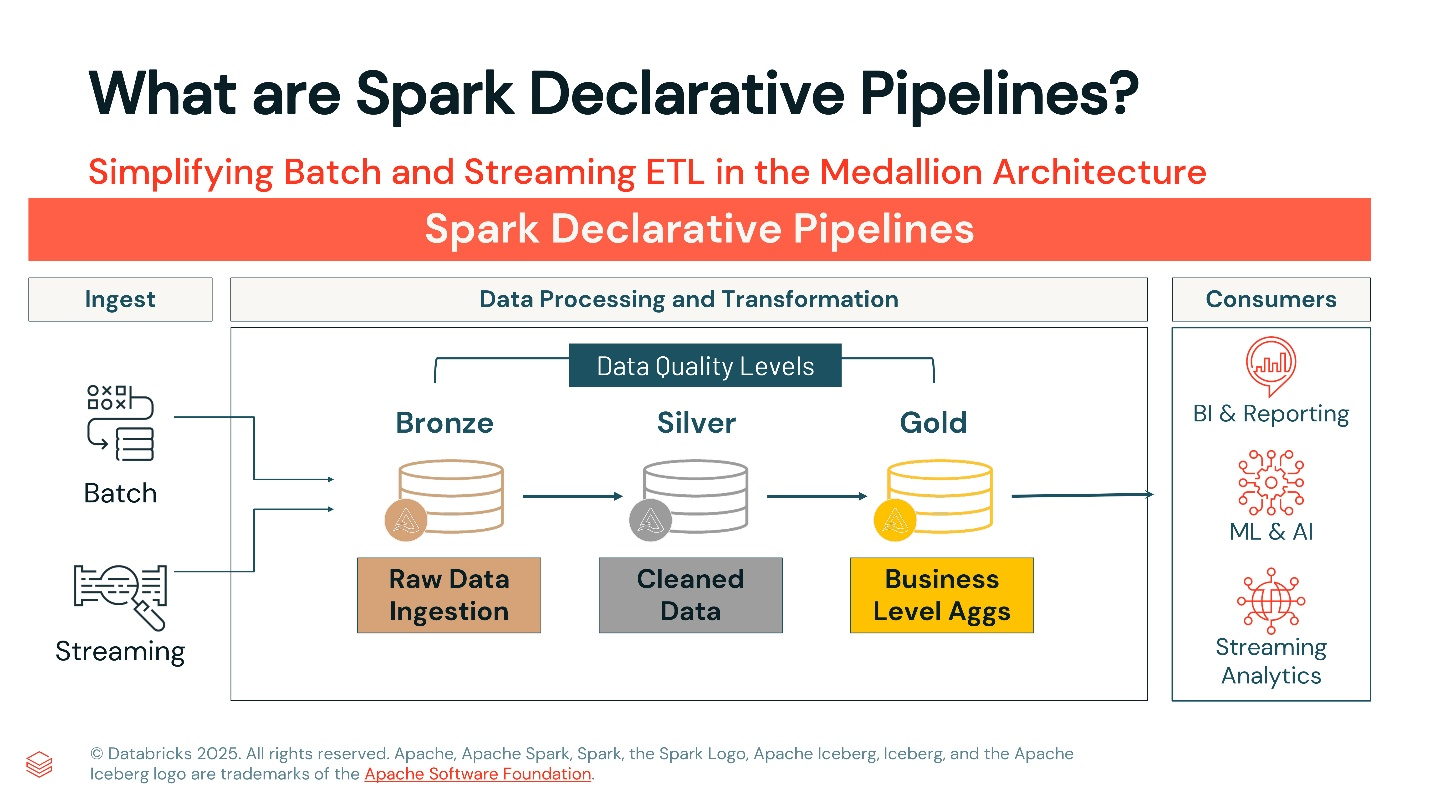 What are Spark Declarative Pipelines?
Simplifying Batch and Streaming ETL in the Medallion Architecture
Spark Declarative Pipelines
Ingest
Data Processing and Transformation
Consumers
Batch
Streaming
Data Quality Levels
Bronze
Silver
Gold
Raw Data
Ingestion
Cleaned
Data
Business
Level Aggs
BI & Reporting
ML & AI
Streaming
Analytics
© Databricks 2025. All rights reserved. Apache, Apache Spark, Spark, the Spark Logo, Apache Iceberg, Iceberg, and the Apache
Iceberg logo are trademarks of the Apache Software Foundation.